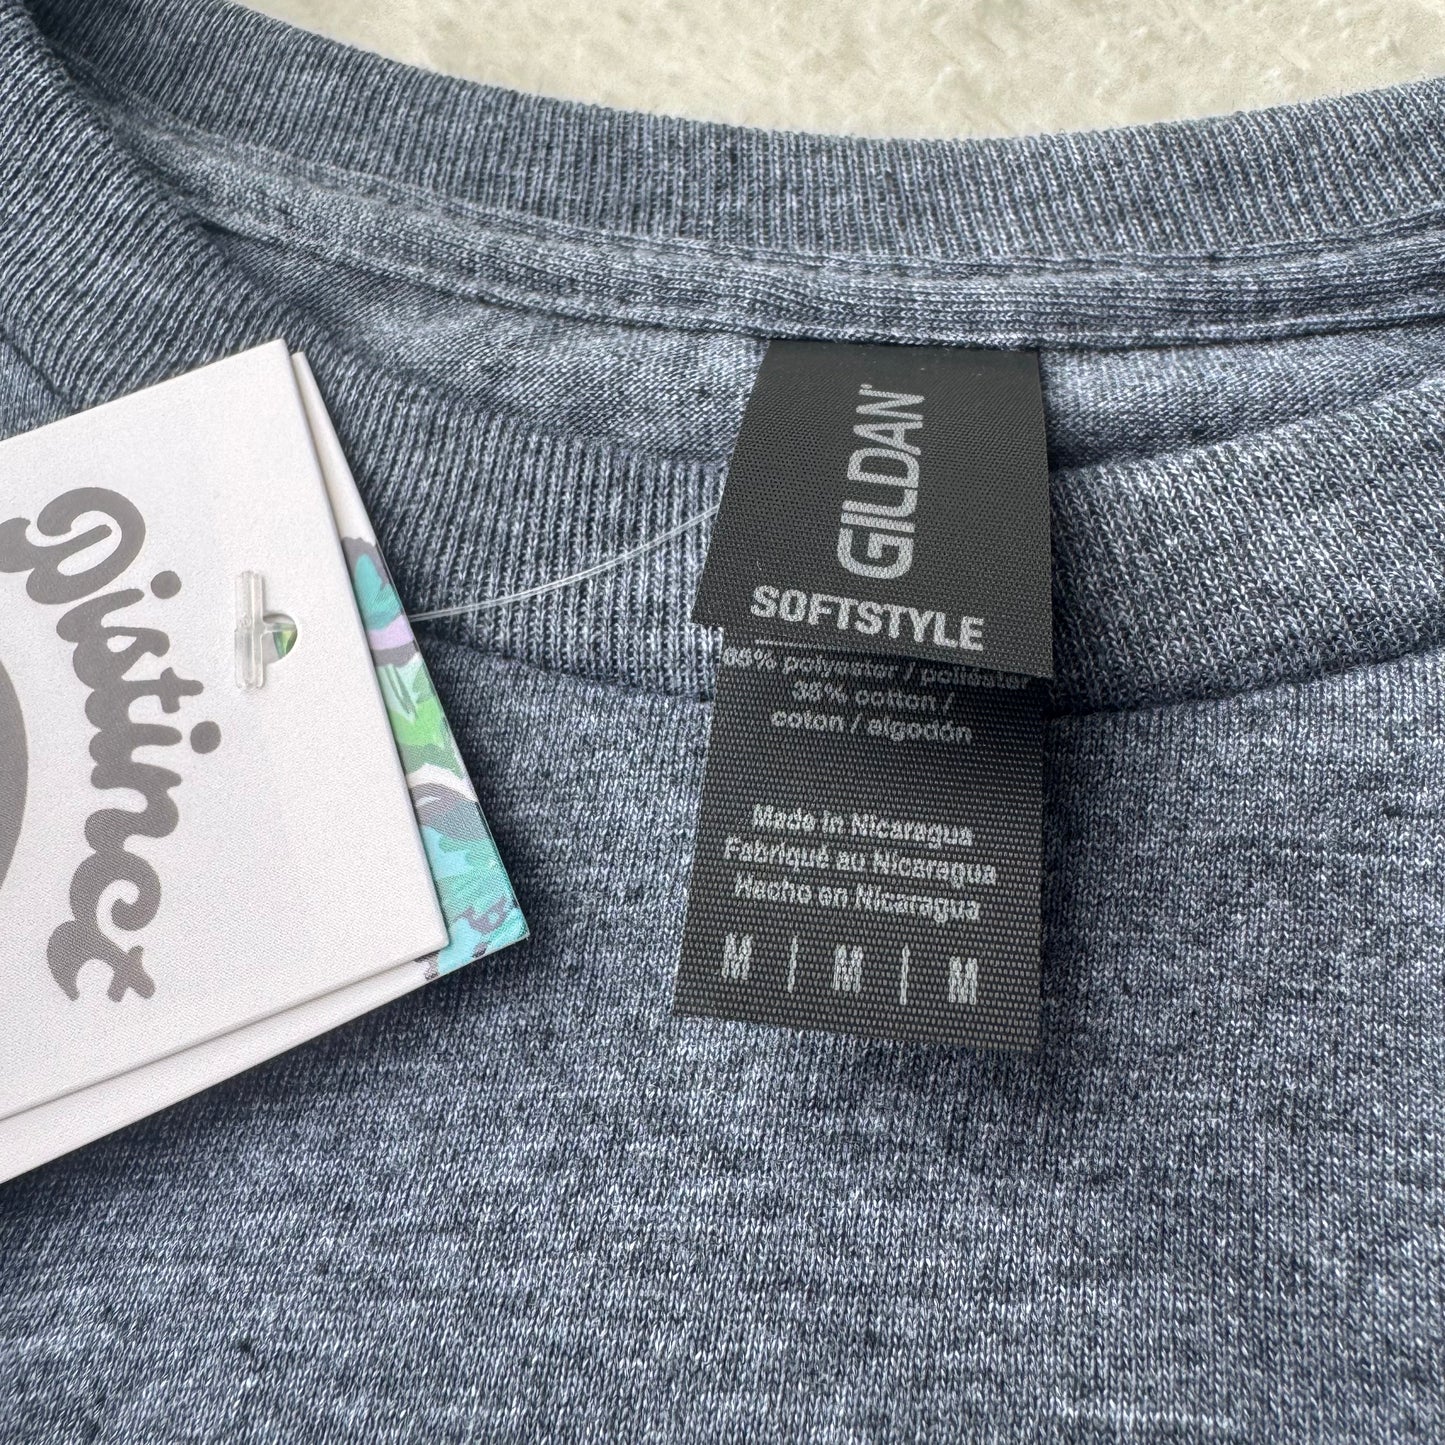 Distinct
GILDAN
SOFTSTYLE
65% polyester / polyester
35% cotton /
coton / algodón
Made in Nicaragua
Fabriqué au Nicaragua
Hecho en Nicaragua
M | M | M